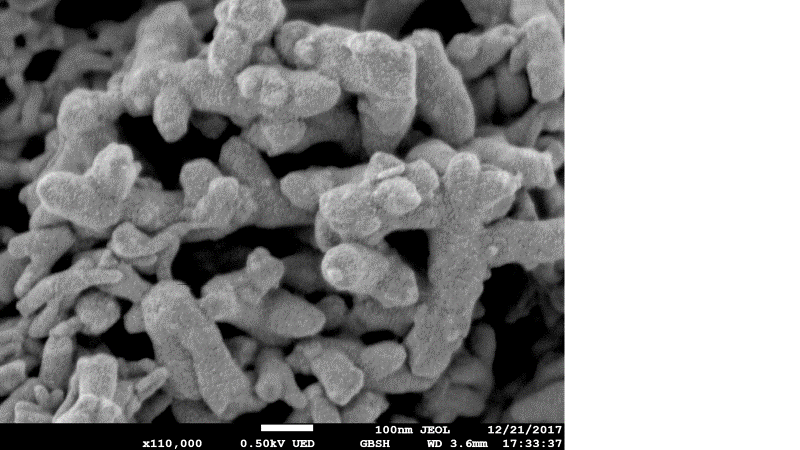 100nm JEOL 12/21/2017
x110,000 0.50kV UED GBSH WD 3.6mm 17:33:37